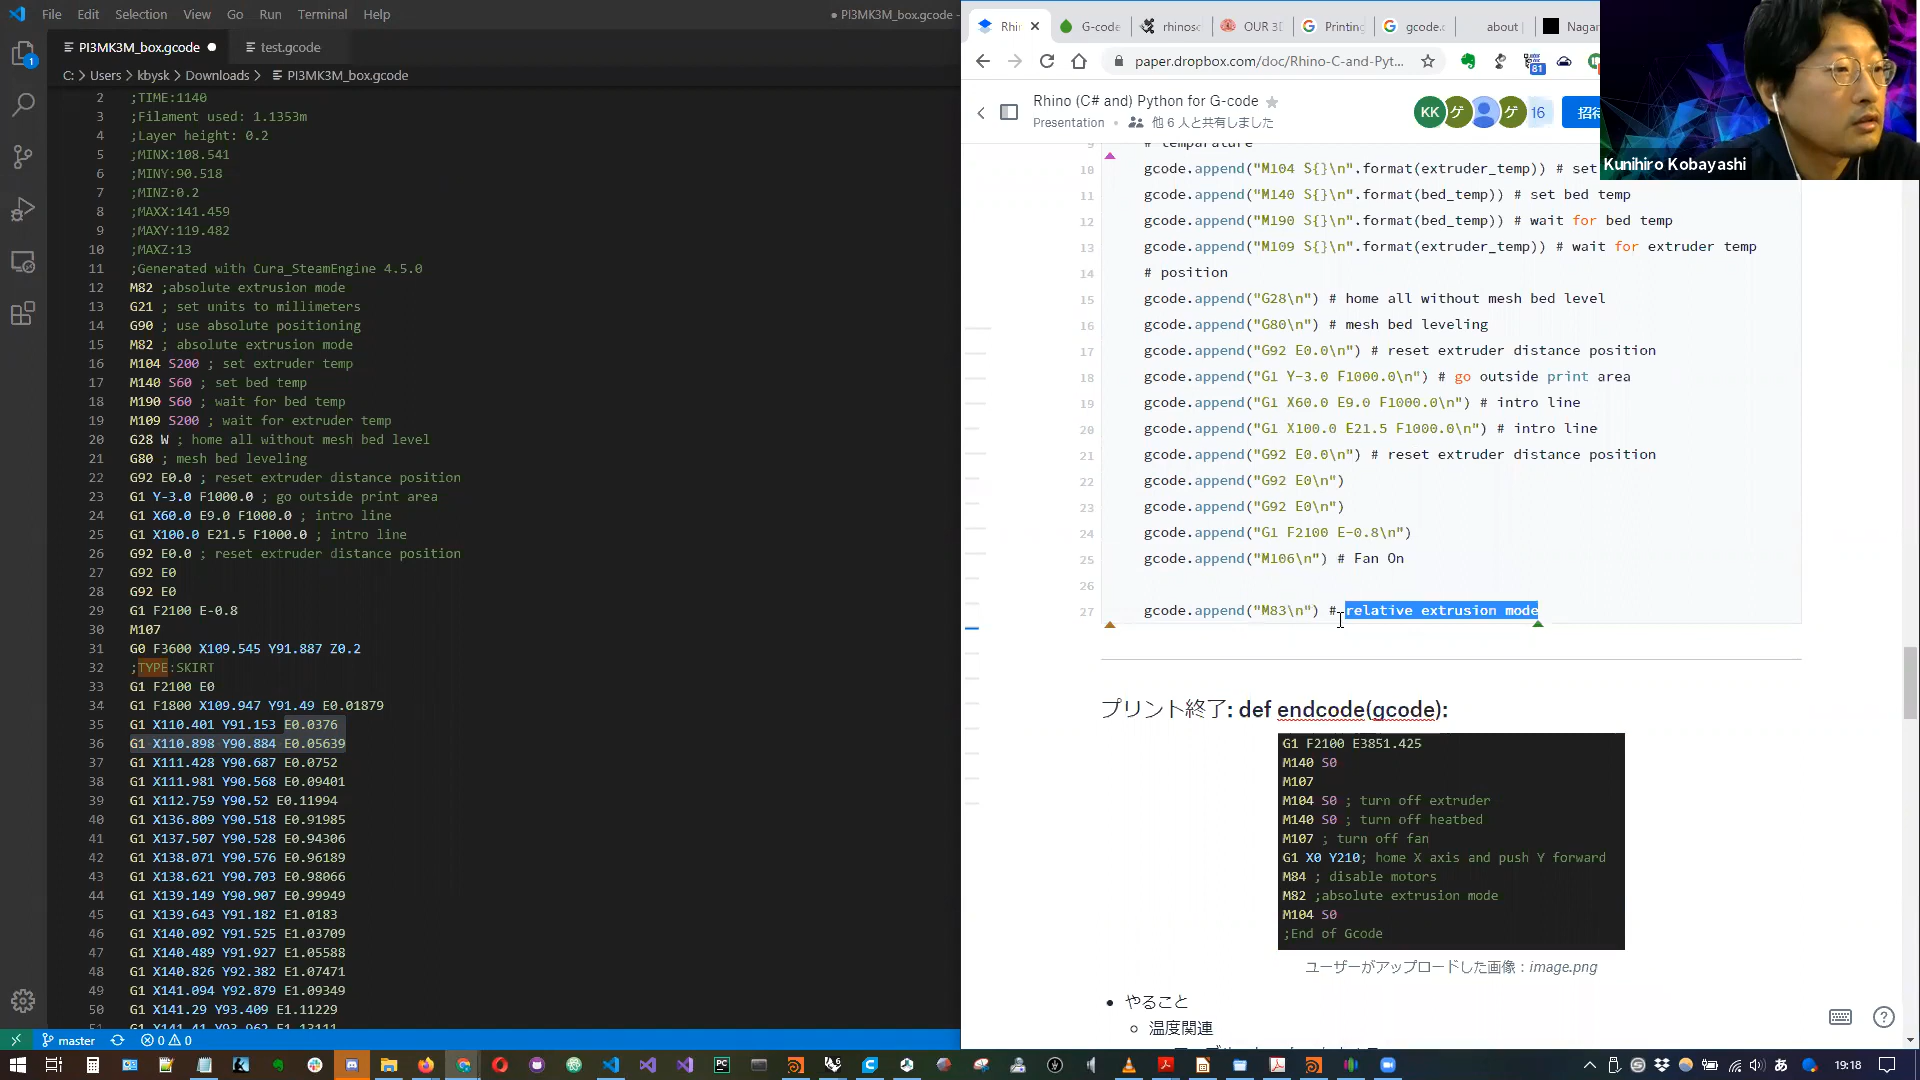 File Edit Selection View Go Run Terminal Help
● PI3MK3M_box.gcode -
PI3MK3M_box.gcode ●
test.gcode
C: > Users > kbysk > Downloads > PI3MK3M_box.gcode
2 ;TIME:1140
3 ;Filament used: 1.1353m
4 ;Layer height: 0.2
5 ;MINX:108.541
6 ;MINY:90.518
7 ;MINZ:0.2
8 ;MAXX:141.459
9 ;MAXY:119.482
10 ;MAXZ:13
11 ;Generated with Cura_SteamEngine 4.5.0
12 M82 ;absolute extrusion mode
13 G21 ; set units to millimeters
14 G90 ; use absolute positioning
15 M82 ; absolute extrusion mode
16 M104 S200 ; set extruder temp
17 M140 S60 ; set bed temp
18 M190 S60 ; wait for bed temp
19 M109 S200 ; wait for extruder temp
20 G28 W ; home all without mesh bed level
21 G80 ; mesh bed leveling
22 G92 E0.0 ; reset extruder distance position
23 G1 Y-3.0 F1000.0 ; go outside print area
24 G1 X60.0 E9.0 F1000.0 ; intro line
25 G1 X100.0 E21.5 F1000.0 ; intro line
26 G92 E0.0 ; reset extruder distance position
27 G92 E0
28 G92 E0
29 G1 F2100 E-0.8
30 M107
31 G0 F3600 X109.545 Y91.887 Z0.2
32 ;TYPE:SKIRT
33 G1 F2100 E0
34 G1 F1800 X109.947 Y91.49 E0.01879
35 G1 X110.401 Y91.153 E0.0376
36 G1 X110.898 Y90.884 E0.05639
37 G1 X111.428 Y90.687 E0.0752
38 G1 X111.981 Y90.568 E0.09401
39 G1 X112.759 Y90.52 E0.11994
40 G1 X136.809 Y90.518 E0.91985
41 G1 X137.507 Y90.528 E0.94306
42 G1 X138.071 Y90.576 E0.96189
43 G1 X138.621 Y90.703 E0.98066
44 G1 X139.149 Y90.907 E0.99949
45 G1 X139.643 Y91.182 E1.0183
46 G1 X140.092 Y91.525 E1.03709
47 G1 X140.489 Y91.927 E1.05588
48 G1 X140.826 Y92.382 E1.07471
49 G1 X141.094 Y92.879 E1.09349
50 G1 X141.29 Y93.409 E1.11229
51 G1 X141.41 Y93.962 E1.13111
master 0 0
Rhi
G-code
rhinosc
OUR 3D
Printing
gcode.c
about
Nagar
paper.dropbox.com/doc/Rhino-C-and-Pyt...
81
Rhino (C# and) Python for G-code
Presentation 他 6 人と共有しました
KK ゲ ゲ 16 招待
Kunihiro Kobayashi
9 # temparature
10 gcode.append("M104 S{}\n".format(extruder_temp)) # set
11 gcode.append("M140 S{}\n".format(bed_temp)) # set bed temp
12 gcode.append("M190 S{}\n".format(bed_temp)) # wait for bed temp
13 gcode.append("M109 S{}\n".format(extruder_temp)) # wait for extruder temp
14 # position
15 gcode.append("G28\n") # home all without mesh bed level
16 gcode.append("G80\n") # mesh bed leveling
17 gcode.append("G92 E0.0\n") # reset extruder distance position
18 gcode.append("G1 Y-3.0 F1000.0\n") # go outside print area
19 gcode.append("G1 X60.0 E9.0 F1000.0\n") # intro line
20 gcode.append("G1 X100.0 E21.5 F1000.0\n") # intro line
21 gcode.append("G92 E0.0\n") # reset extruder distance position
22 gcode.append("G92 E0\n")
23 gcode.append("G92 E0\n")
24 gcode.append("G1 F2100 E-0.8\n")
25 gcode.append("M106\n") # Fan On
26
27 gcode.append("M83\n") # relative extrusion mode
プリント終了: def endcode(gcode):
G1 F2100 E3851.425
M140 S0
M107
M104 S0 ; turn off extruder
M140 S0 ; turn off heatbed
M107 ; turn off fan
G1 X0 Y210; home X axis and push Y forward
M84 ; disable motors
M82 ;absolute extrusion mode
M104 S0
;End of Gcode
ユーザーがアップロードした画像：image.png
• やること
○ 温度関連
あ 19:18